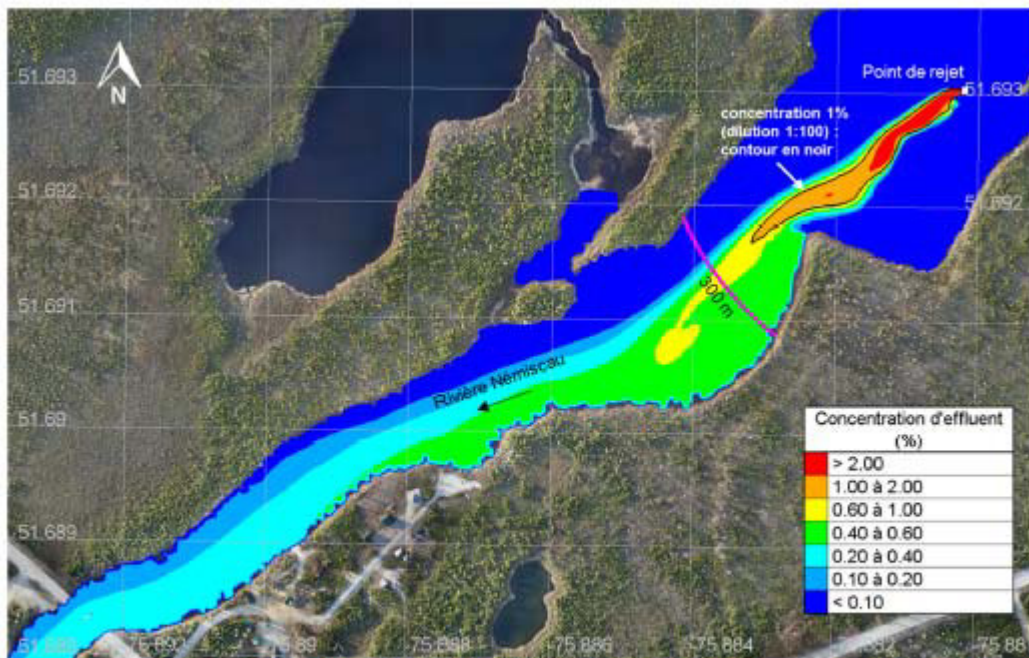 N
51.693
51.692
51.691
51.69
51.689
Point de rejet
51.693
concentration 1%
(dilution 1:100) :
contour en noir
51.692
300 m
Rivière Némiscau
Concentration d'effluent
(%)
> 2.00
1.00 à 2.00
0.60 à 1.00
0.40 à 0.60
0.20 à 0.40
0.10 à 0.20
< 0.10
-75.89
-75.888
-75.886
-75.884
-75.882